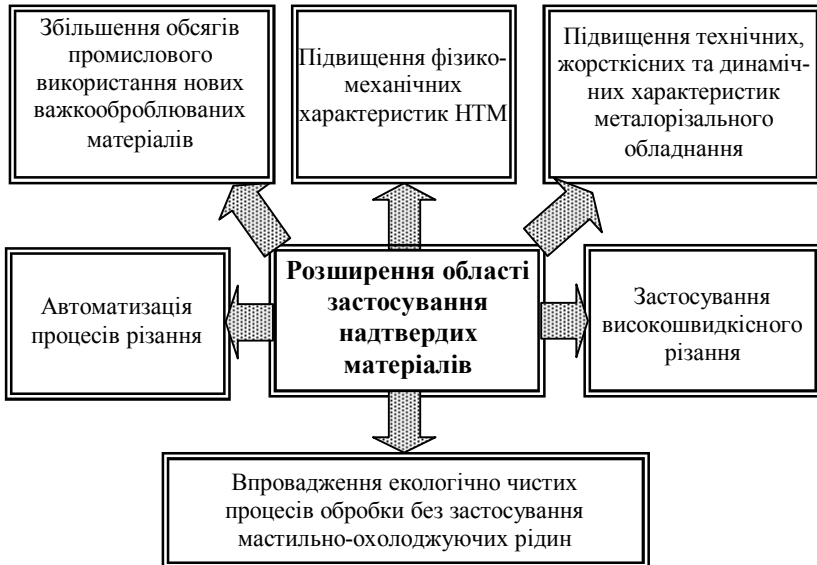 Збільшення обсягів
промислового
використання нових
важкооброблюваних
матеріалів
Підвищення фізико-
механічних
характеристик НТМ
Підвищення технічних,
жорсткісних та динаміч-
них характеристик
металорізального
обладнання
Автоматизація
процесів різання
Розширення області
застосування
надтвердих
матеріалів
Застосування
високошвидкісного
різання
Впровадження екологічно чистих
процесів обробки без застосування
мастильно-охолоджуючих рідин